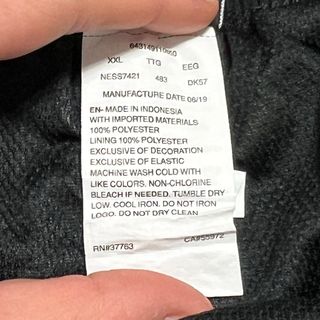 XXL TTG EEG
NESS7421 483 DK57
MANUFACTURE DATE 06/19
EN- MADE IN INDONESIA
WITH IMPORTED MATERIALS
100% POLYESTER
LINING 100% POLYESTER
EXCLUSIVE OF DECORATION
EXCLUSIVE OF ELASTIC
MACHINE WASH COLD WITH
LIKE COLORS. NON-CHLORINE
BLEACH IF NEEDED. TUMBLE DRY
LOW. COOL IRON. DO NOT IRON
LOGO. DO NOT DRY CLEAN
RN#37763 CA#55972